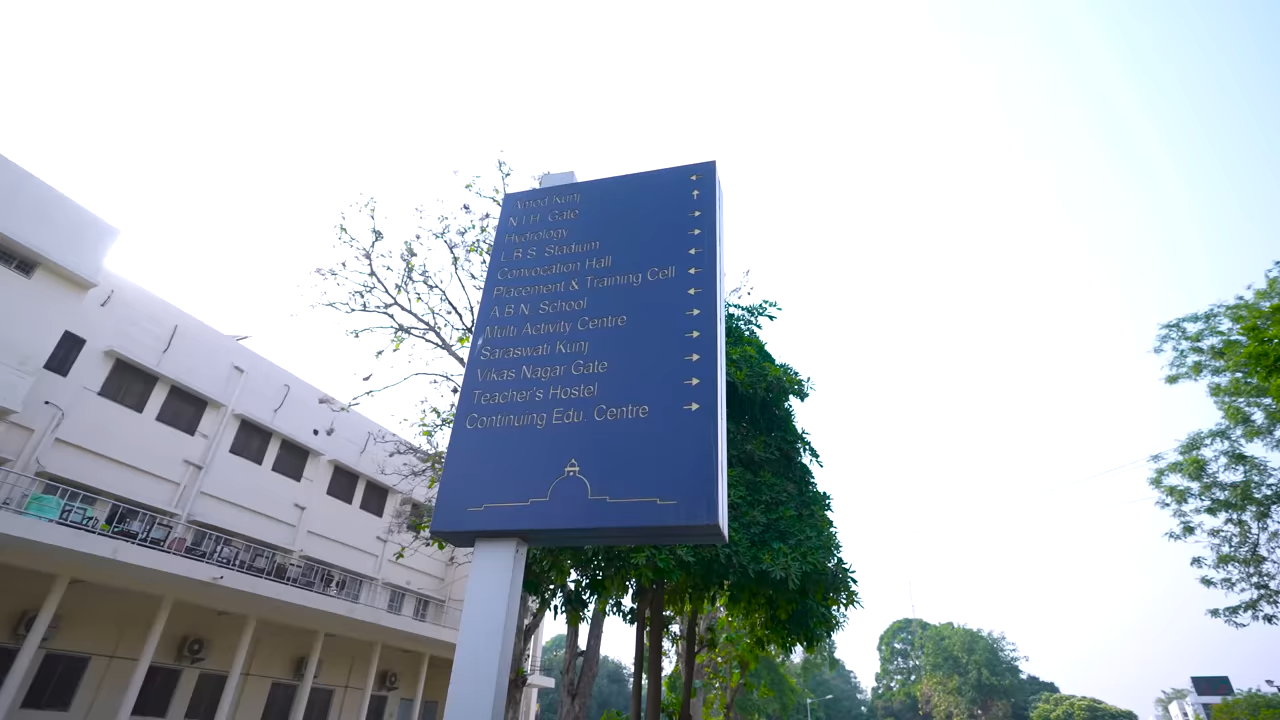 Amod Kunj ←
N.I.H. Gate ↑
Hydrology →
L.B.S. Stadium →
Convocation Hall ←
Placement & Training Cell ←
A.B.N. School ←
Multi Activity Centre →
Saraswati Kunj →
Vikas Nagar Gate →
Teacher's Hostel →
Continuing Edu. Centre →